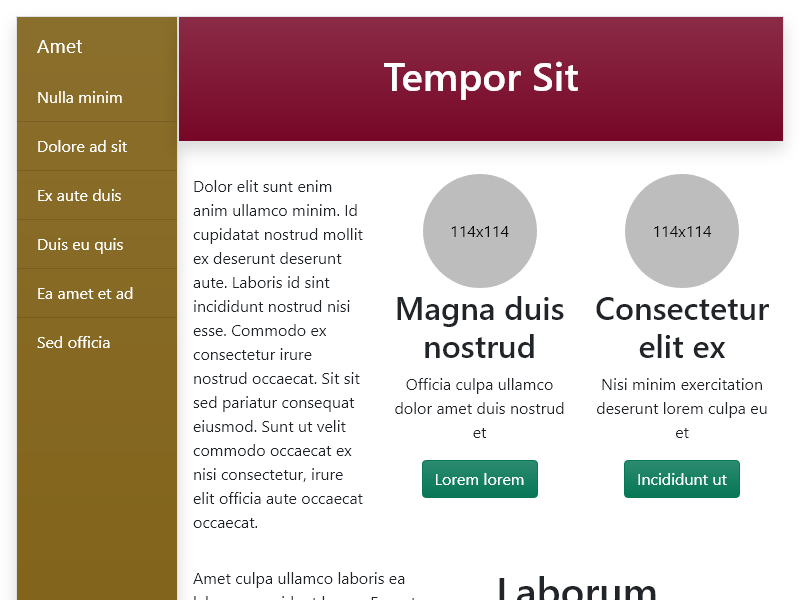 Amet
Nulla minim
Dolore ad sit
Ex aute duis
Duis eu quis
Ea amet et ad
Sed officia
Tempor Sit
Dolor elit sunt enim
anim ullamco minim. Id
cupidatat nostrud mollit
ex deserunt deserunt
aute. Laboris id sint
incididunt nostrud nisi
esse. Commodo ex
consectetur irure
nostrud occaecat. Sit sit
sed pariatur consequat
eiusmod. Sunt ut velit
commodo occaecat ex
nisi consectetur, irure
elit officia aute occaecat
occaecat.
114x114
Magna duis
nostrud
Officia culpa ullamco
dolor amet duis nostrud
et
Lorem lorem
114x114
Consectetur
elit ex
Nisi minim exercitation
deserunt lorem culpa eu
et
Incididunt ut
Amet culpa ullamco laboris ea
Laborum